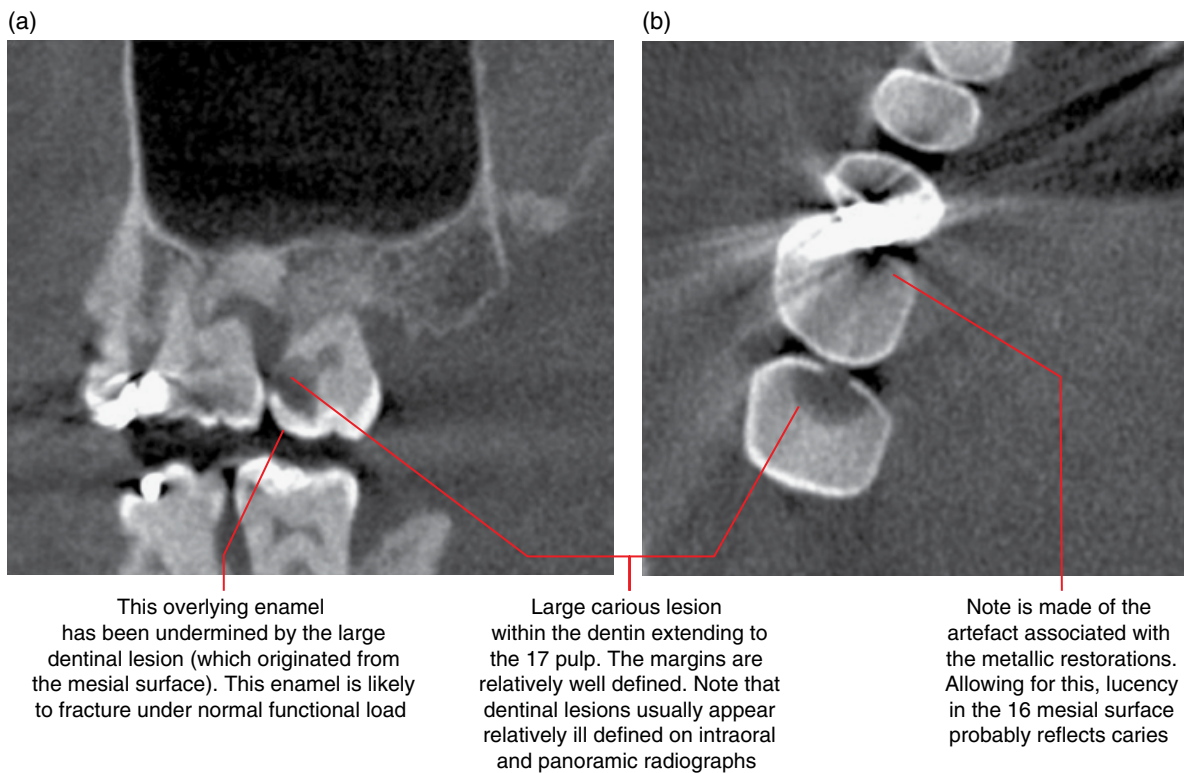 (a)
(b)
This overlying enamel
has been undermined by the large
dentinal lesion (which originated from
the mesial surface). This enamel is likely
to fracture under normal functional load
Large carious lesion
within the dentin extending to
the 17 pulp. The margins are
relatively well defined. Note that
dentinal lesions usually appear
relatively ill defined on intraoral
and panoramic radiographs
Note is made of the
artefact associated with
the metallic restorations.
Allowing for this, lucency
in the 16 mesial surface
probably reflects caries